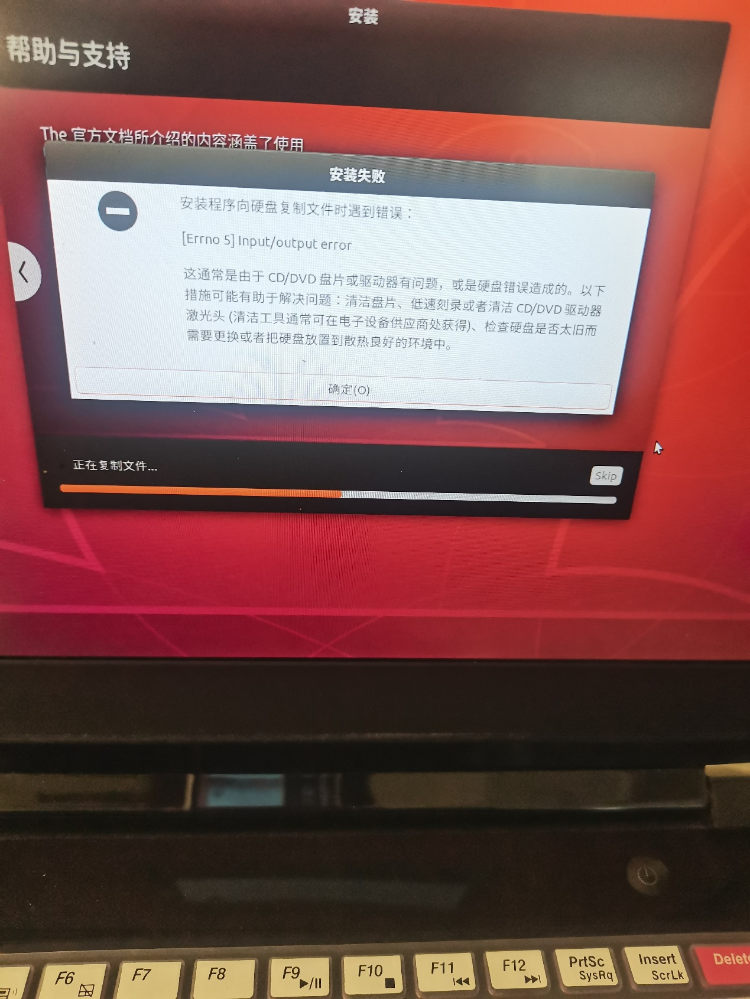 安装
帮助与支持
The 官方文档所介绍的内容涵盖了使用
安装失败
安装程序向硬盘复制文件时遇到错误：
[Errno 5] Input/output error
这通常是由于 CD/DVD 盘片或驱动器有问题，或是硬盘错误造成的。以下
措施可能有助于解决问题：清洁盘片、低速刻录或者清洁 CD/DVD 驱动器
激光头 (清洁工具通常可在电子设备供应商处获得)、检查硬盘是否太旧而
需要更换或者把硬盘放置到散热良好的环境中。
确定(O)
正在复制文件...
Skip
F6
F7
F8
F9
F10
F11
F12
PrtSc
SysRq
Insert
ScrLk
Delete